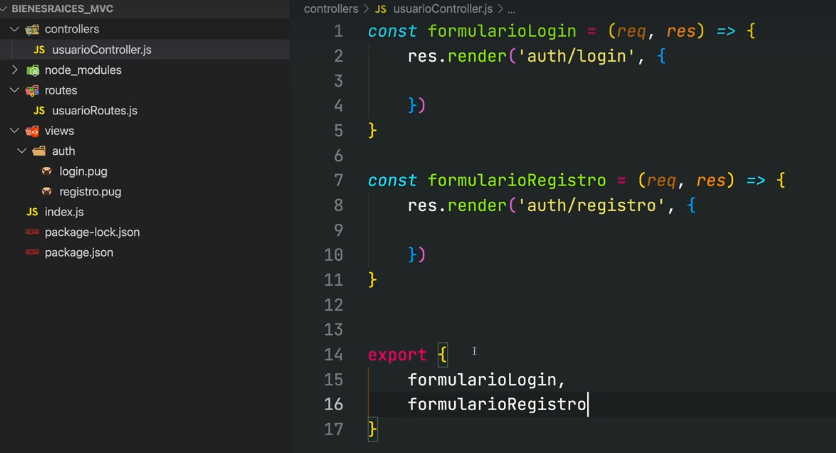 BIENESRAICES_MVC
controllers
JS usuarioController.js
node_modules
routes
JS usuarioRoutes.js
views
auth
login.pug
registro.pug
JS index.js
package-lock.json
package.json
controllers > JS usuarioController.js > ...
1 const formularioLogin = (req, res) => {
2 res.render('auth/login', {
3
4 })
5 }
6
7 const formularioRegistro = (req, res) => {
8 res.render('auth/registro', {
9
10 })
11 }
12
13
14 export {
15 formularioLogin,
16 formularioRegistro
17 }